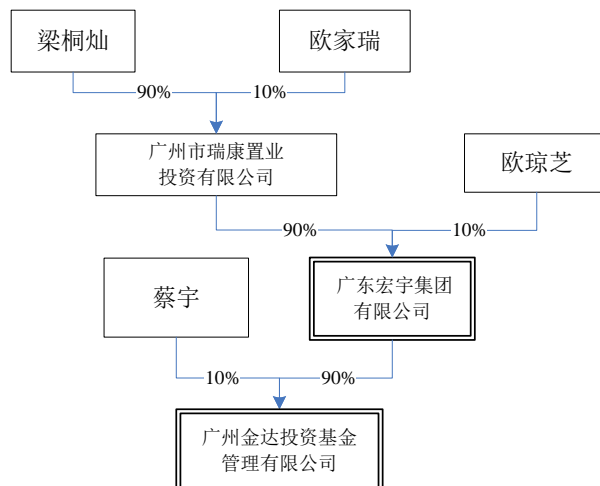 梁桐灿
欧家瑞
90%
10%
广州市瑞康置业
投资有限公司
欧琼芝
90%
10%
蔡宇
广东宏宇集团
有限公司
10%
90%
广州金达投资基金
管理有限公司